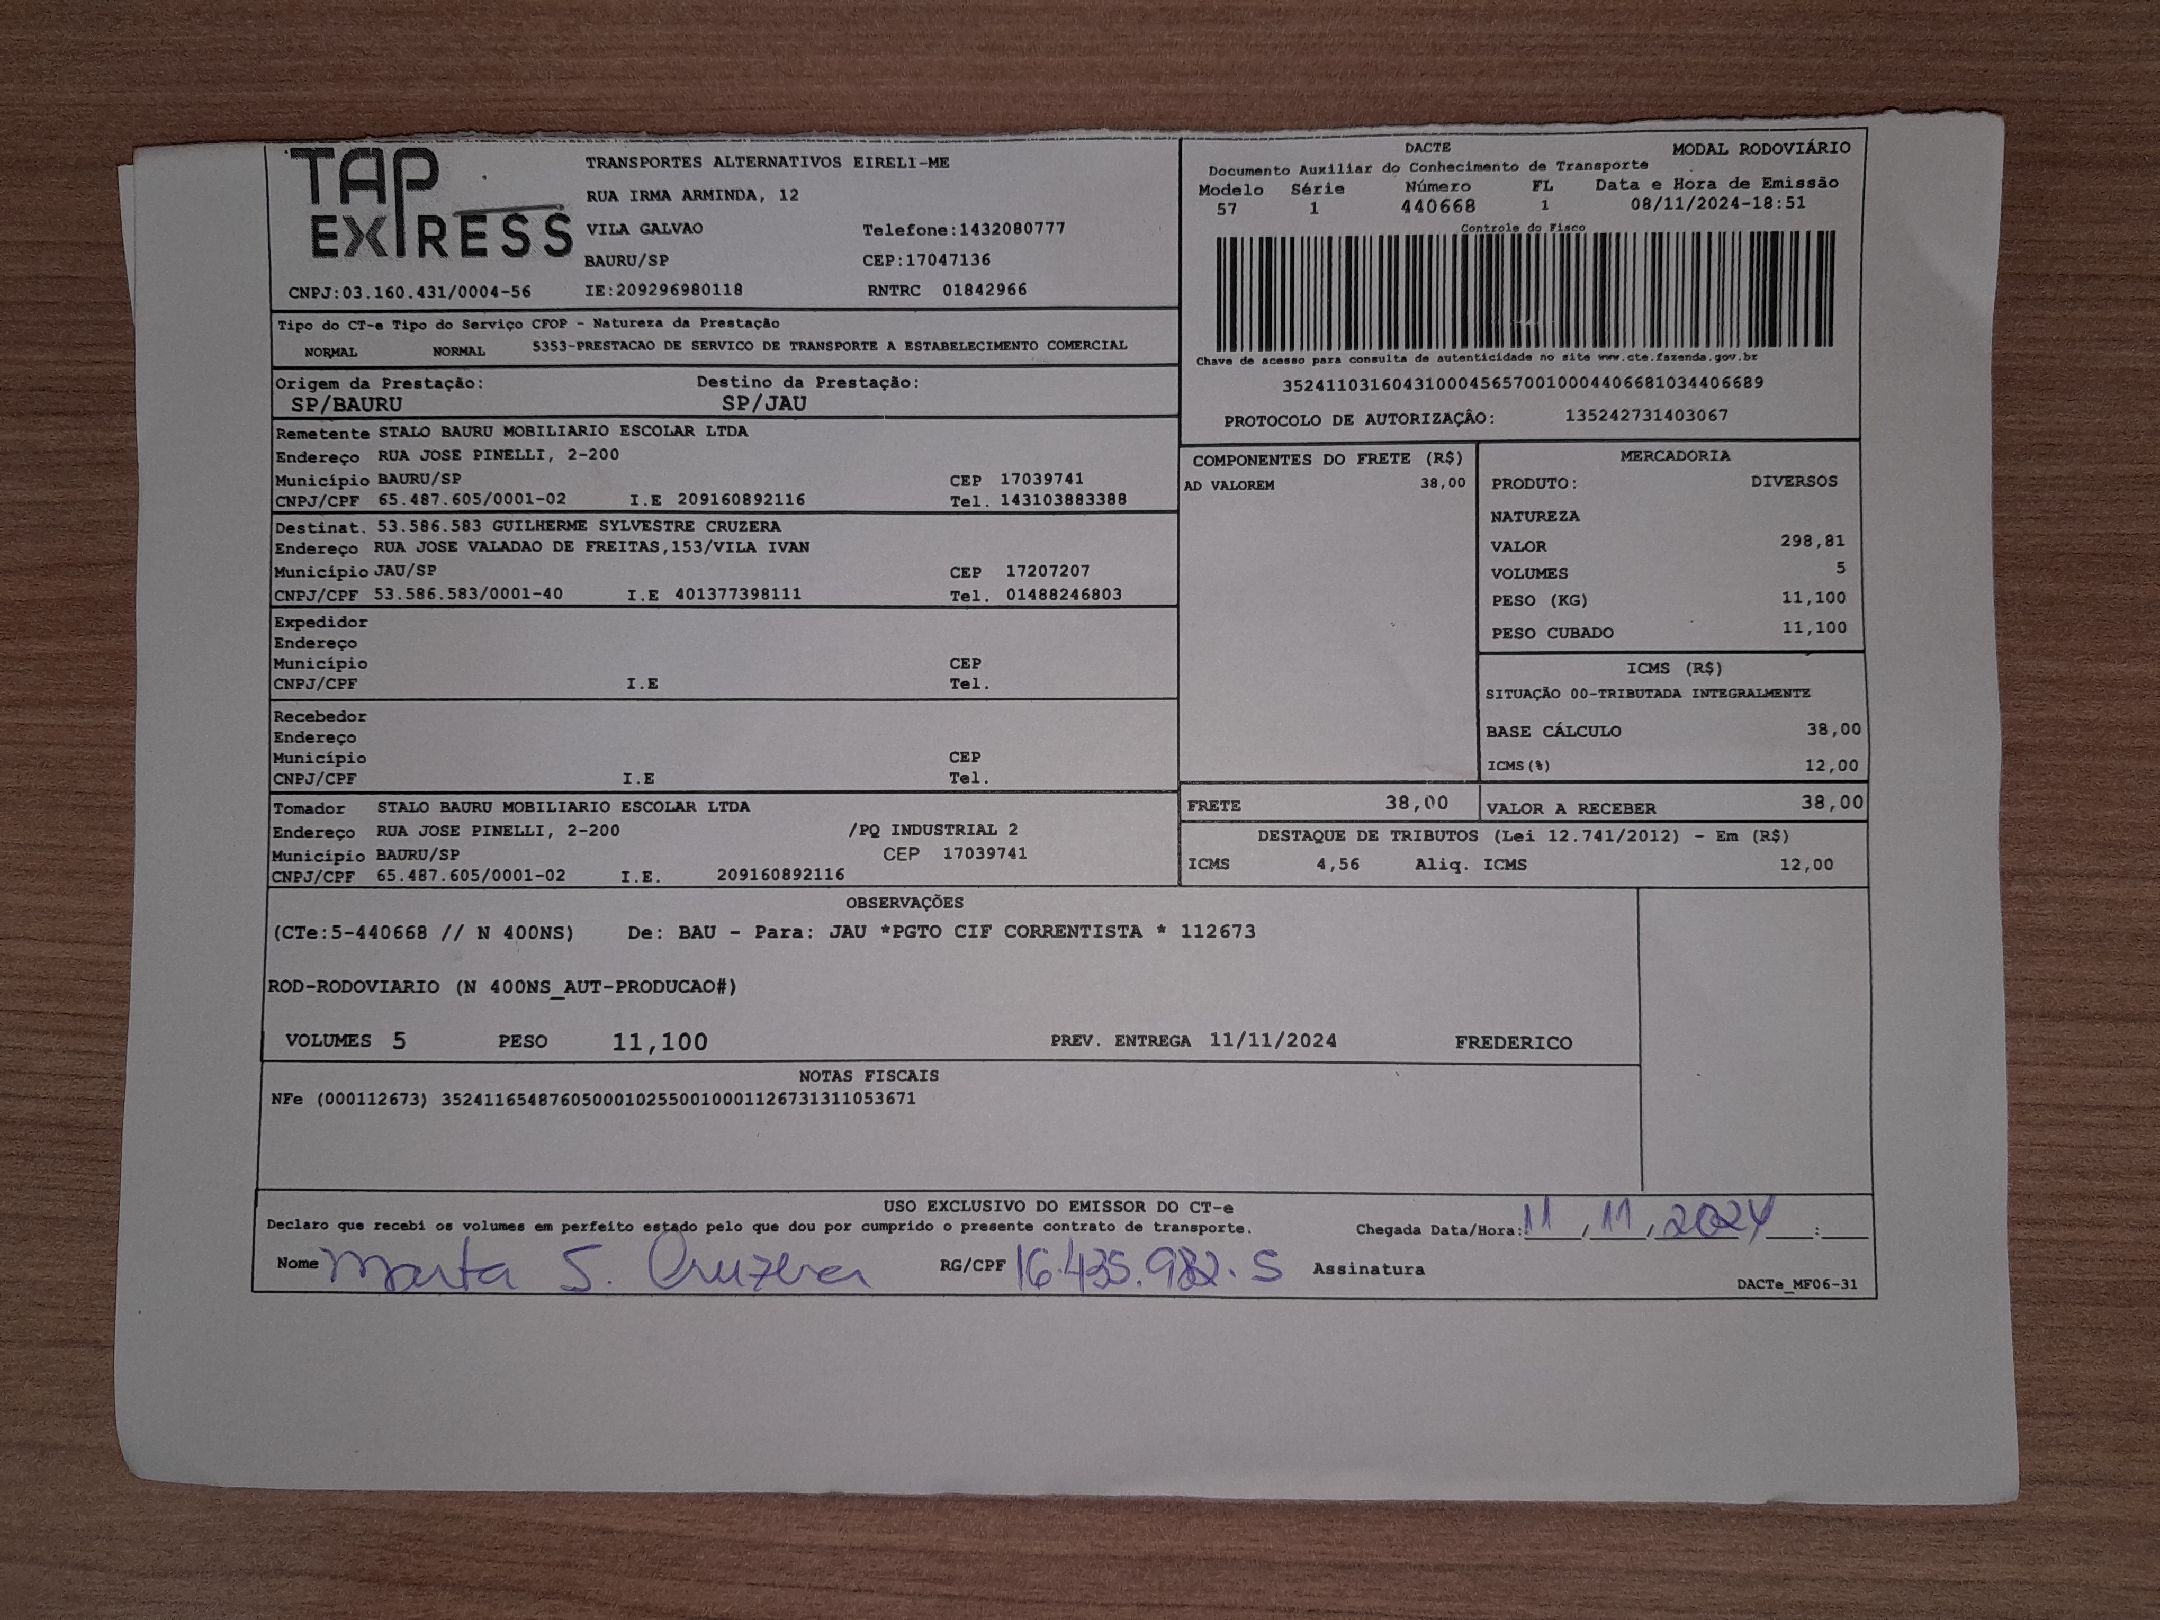 TAP EXPRESS
TRANSPORTES ALTERNATIVOS EIRELI-ME
RUA IRMA ARMINDA, 12
VILA GALVAO Telefone:1432080777
BAURU/SP CEP:17047136
CNPJ:03.160.431/0004-56 IE:209296980118 RNTRC 01842966
DACTE MODAL RODOVIÁRIO
Documento Auxiliar do Conhecimento de Transporte
Modelo Série Número FL Data e Hora de Emissão
57 1 440668 1 08/11/2024-18:51
Controle do Fisco
Chave de acesso para consulta de autenticidade no site www.cte.fazenda.gov.br
35241103160431000456570010004406681034406689
PROTOCOLO DE AUTORIZAÇÂO: 135242731403067
Tipo do CT-e Tipo do Serviço CFOP - Natureza da Prestação
NORMAL NORMAL 5353-PRESTACAO DE SERVICO DE TRANSPORTE A ESTABELECIMENTO COMERCIAL
Origem da Prestação: Destino da Prestação:
SP/BAURU SP/JAU
Remetente STALO BAURU MOBILIARIO ESCOLAR LTDA
Endereço RUA JOSE PINELLI, 2-200
Município BAURU/SP CEP 17039741
CNPJ/CPF 65.487.605/0001-02 I.E 209160892116 Tel. 143103883388
Destinat. 53.586.583 GUILHERME SYLVESTRE CRUZERA
Endereço RUA JOSE VALADAO DE FREITAS,153/VILA IVAN
Município JAU/SP CEP 17207207
CNPJ/CPF 53.586.583/0001-40 I.E 401377398111 Tel. 01488246803
Expedidor
Endereço
Município CEP
CNPJ/CPF I.E Tel.
Recebedor
Endereço
Município CEP
CNPJ/CPF I.E Tel.
Tomador STALO BAURU MOBILIARIO ESCOLAR LTDA
Endereço RUA JOSE PINELLI, 2-200 /PQ INDUSTRIAL 2
Município BAURU/SP CEP 17039741
CNPJ/CPF 65.487.605/0001-02 I.E. 209160892116
COMPONENTES DO FRETE (R$)
AD VALOREM 38,00
MERCADORIA
PRODUTO: DIVERSOS
NATUREZA
VALOR 298,81
VOLUMES 5
PESO (KG) 11,100
PESO CUBADO 11,100
ICMS (R$)
SITUAÇÃO 00-TRIBUTADA INTEGRALMENTE
BASE CÁLCULO 38,00
ICMS(%) 12,00
FRETE 38,00 VALOR A RECEBER 38,00
DESTAQUE DE TRIBUTOS (Lei 12.741/2012) - Em (R$)
ICMS 4,56 Aliq. ICMS 12,00
OBSERVAÇÕES
(CTe:5-440668 // N 400NS) De: BAU - Para: JAU *PGTO CIF CORRENTISTA * 112673
ROD-RODOVIARIO (N 400NS_AUT-PRODUCAO#)
VOLUMES 5 PESO 11,100 PREV. ENTREGA 11/11/2024 FREDERICO
NOTAS FISCAIS
NFe (000112673) 35241165487605000102550010001126731311053671
USO EXCLUSIVO DO EMISSOR DO CT-e
Declaro que recebi os volumes em perfeito estado pelo que dou por cumprido o presente contrato de transporte. Chegada Data/Hora: 11, 11, 2024 :
Nome Marta S. Cruzera RG/CPF 16.435.982.S Assinatura
DACTe_MF06-31